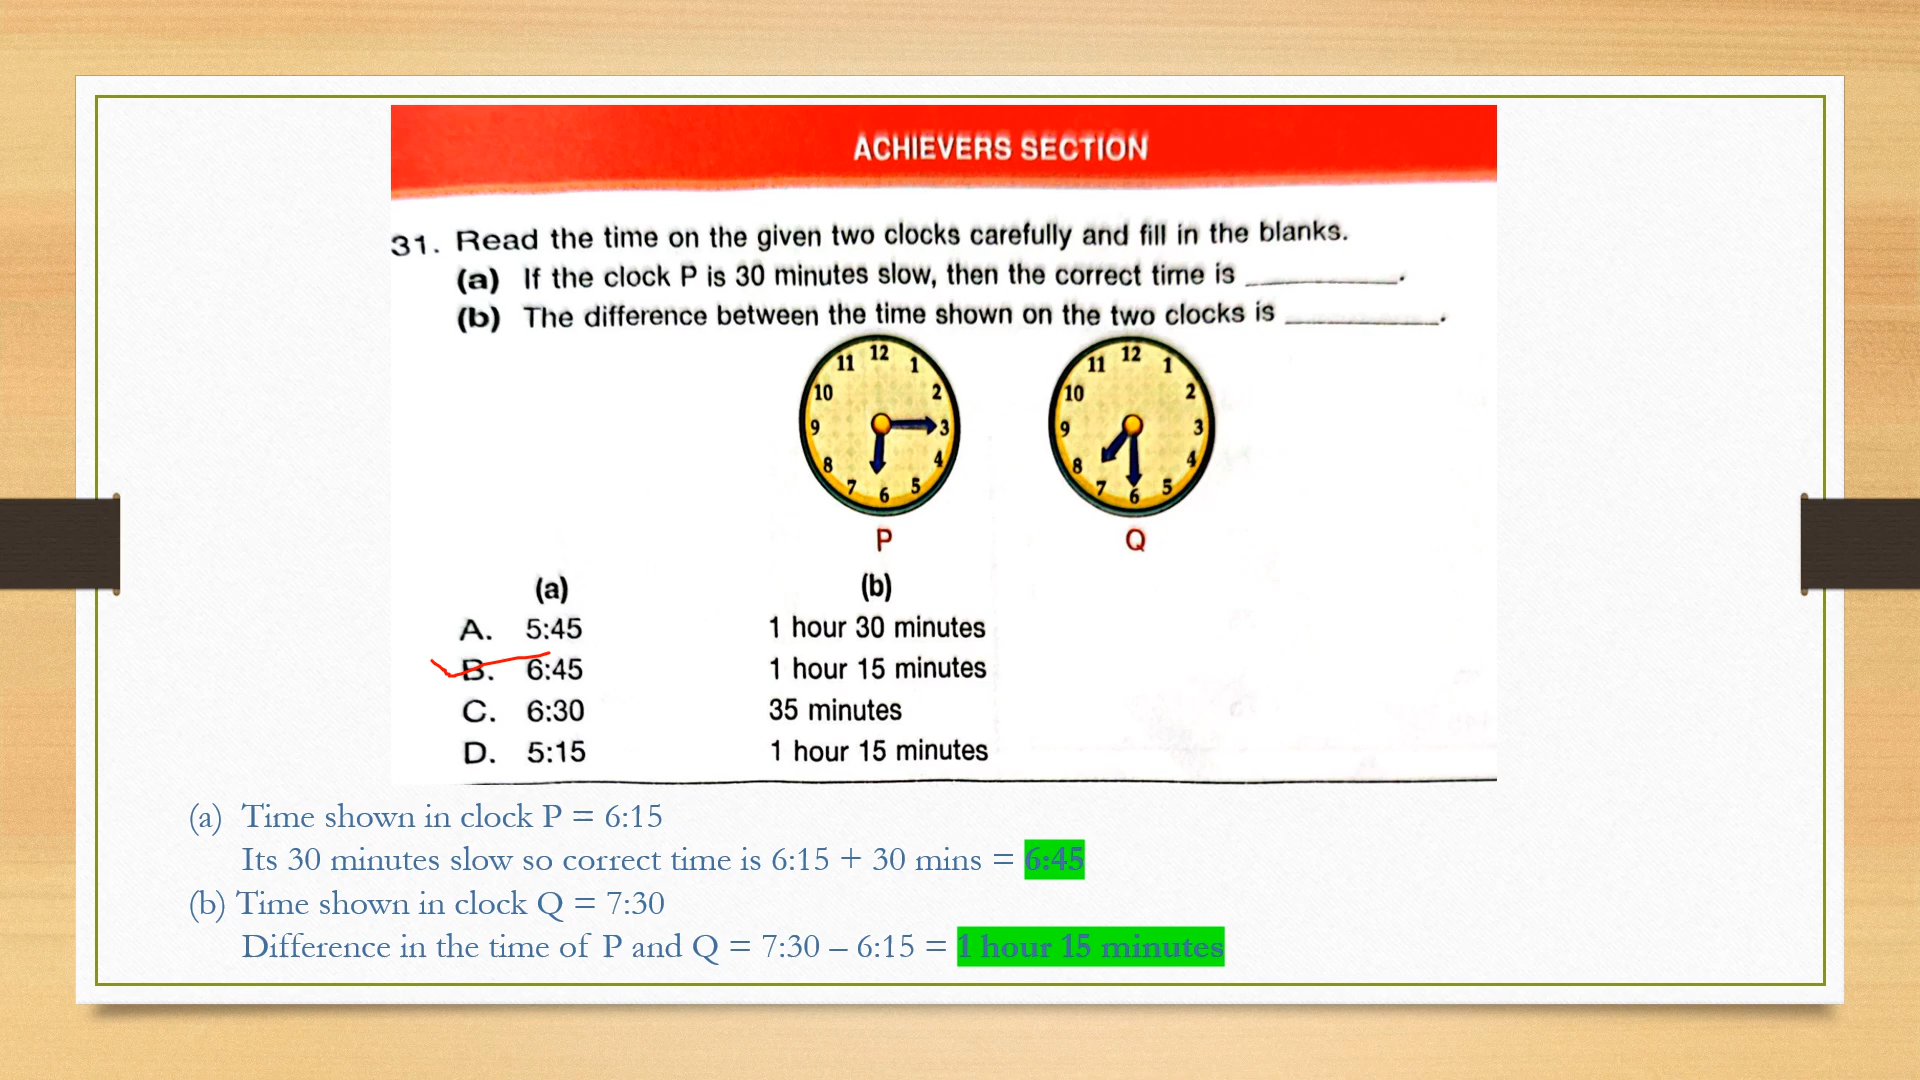 ACHIEVERS SECTION
31. Read the time on the given two clocks carefully and fill in the blanks.
(a) If the clock P is 30 minutes slow, then the correct time is __________.
(b) The difference between the time shown on the two clocks is __________.
12 1 2 3 4 5 6 7 8 9 10 11
12 1 2 3 4 5 6 7 8 9 10 11
P Q
(a) (b)
A. 5:45 1 hour 30 minutes
B. 6:45 1 hour 15 minutes
C. 6:30 35 minutes
D. 5:15 1 hour 15 minutes
(a) Time shown in clock P = 6:15
Its 30 minutes slow so correct time is 6:15 + 30 mins = 6:45
(b) Time shown in clock Q = 7:30
Difference in the time of P and Q = 7:30 – 6:15 = 1 hour 15 minutes